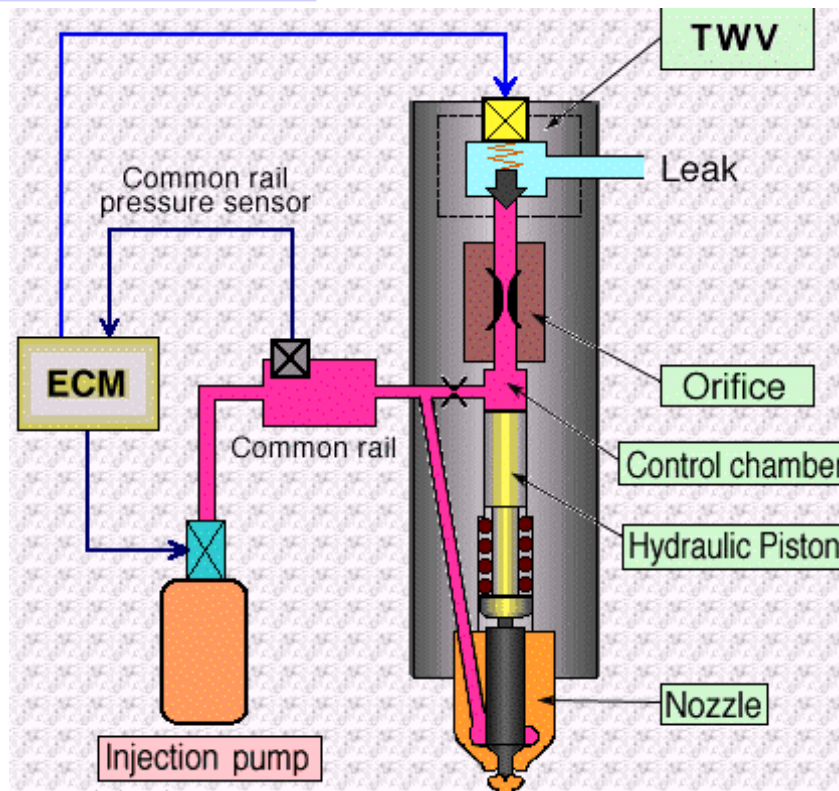 TWV
Leak
Common rail
pressure sensor
ECM
Orifice
Common rail
Control chamber
Hydraulic Piston
Nozzle
Injection pump